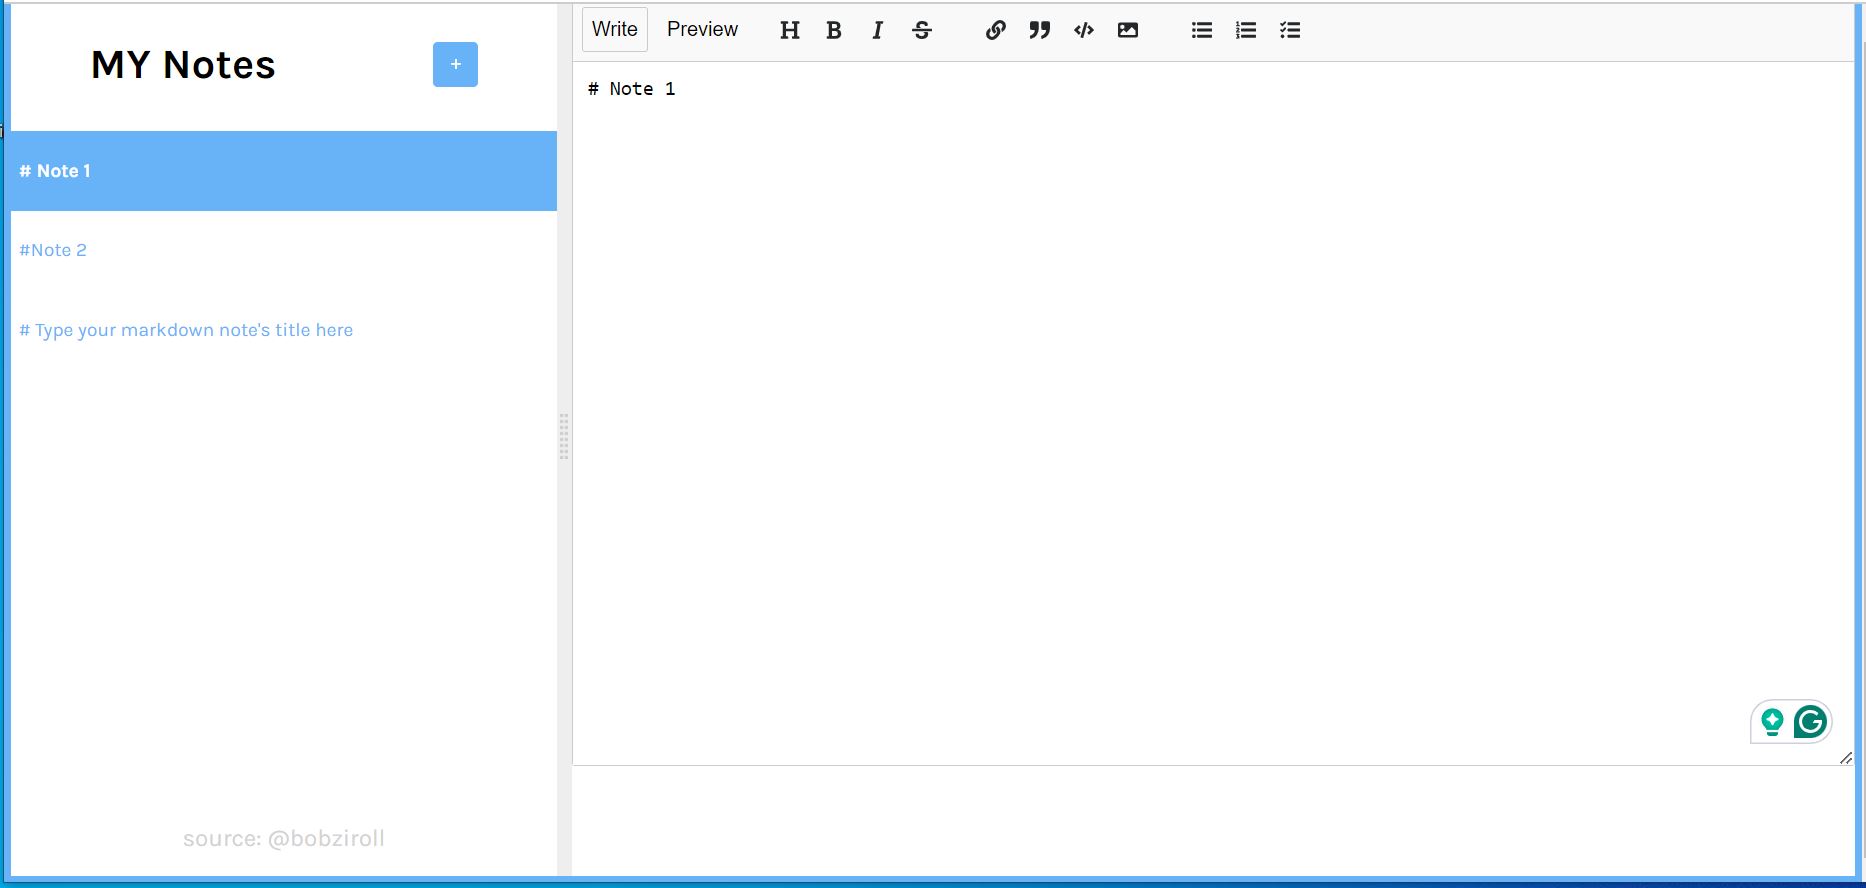 MY Notes
+
# Note 1
#Note 2
# Type your markdown note's title here
source: @bobziroll
Write Preview H B I S
# Note 1